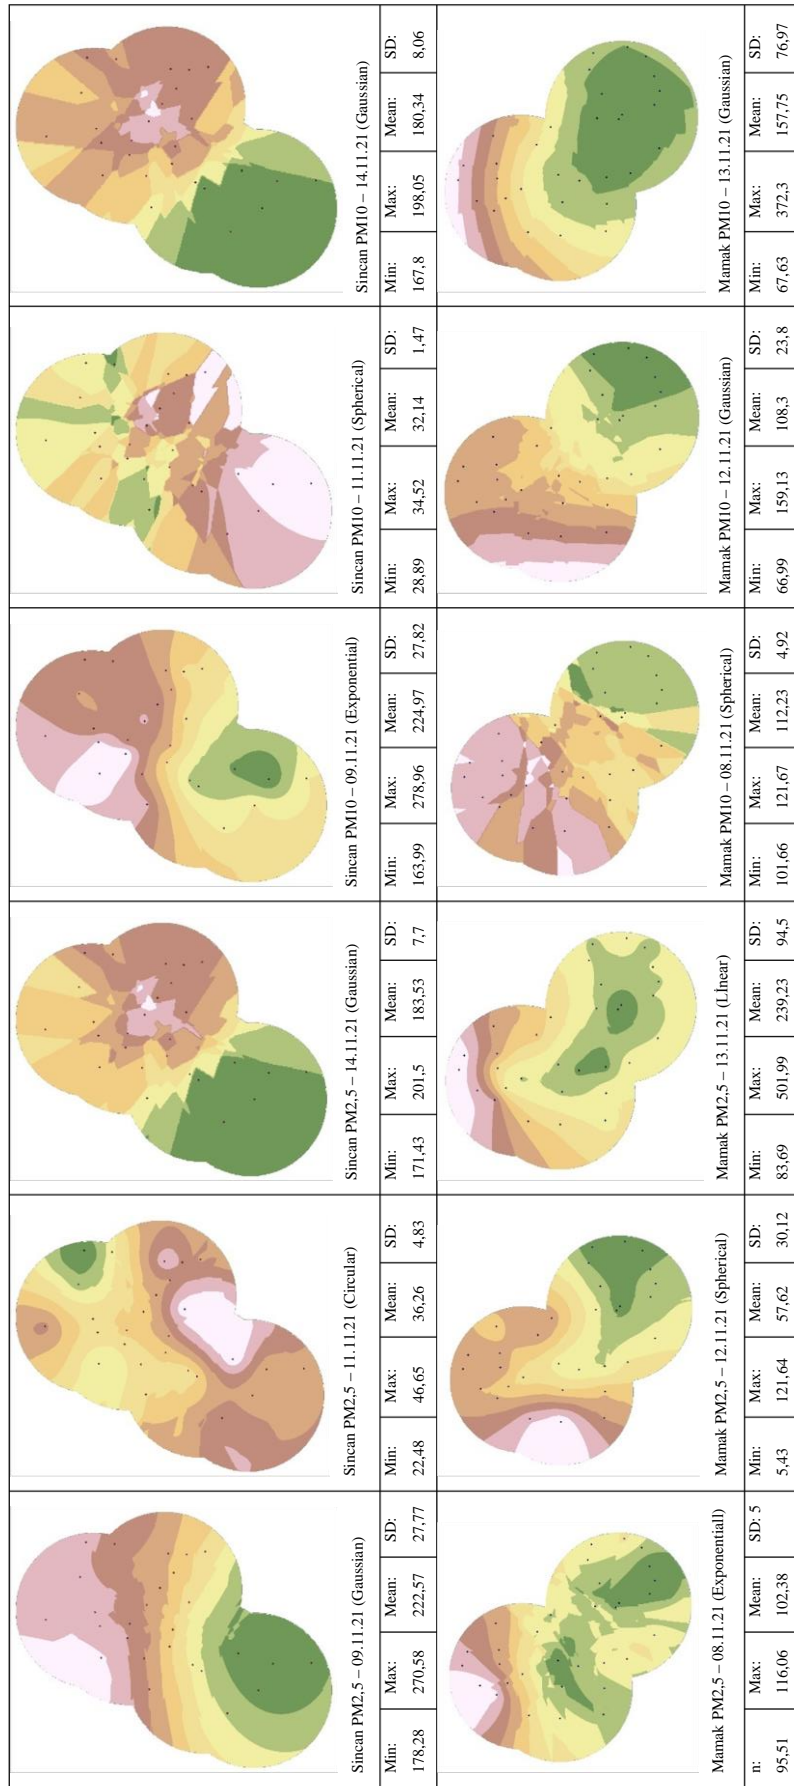 Sincan PM2,5 – 09.11.21 (Gaussian) Sincan PM2,5 – 11.11.21 (Circular) Sincan PM2,5 – 14.11.21 (Gaussian) Sincan PM10 – 09.11.21 (Exponential) Sincan PM10 – 11.11.21 (Spherical) Sincan PM10 – 14.11.21 (Gaussian)
Min: Max: Mean: SD: Min: Max: Mean: SD: Min: Max: Mean: SD: Min: Max: Mean: SD: Min: Max: Mean: SD: Min: Max: Mean: SD:
178,28 270,58 222,57 27,77 22,48 46,65 36,26 4,83 171,43 201,5 183,53 7,7 163,99 278,96 224,97 27,82 28,89 34,52 32,14 1,47 167,8 198,05 180,34 8,06
Mamak PM2,5 – 08.11.21 (Exponentiall) Mamak PM2,5 – 12.11.21 (Spherical) Mamak PM2,5 – 13.11.21 (Lİnear) Mamak PM10 – 08.11.21 (Spherical) Mamak PM10 – 12.11.21 (Gaussian) Mamak PM10 – 13.11.21 (Gaussian)
n: Max: Mean: SD: 5 Min: Max: Mean: SD: Min: Max: Mean: SD: Min: Max: Mean: SD: Min: Max: Mean: SD: Min: Max: Mean: SD:
95,51 116,06 102,38 5,43 121,64 57,62 30,12 83,69 501,99 239,23 94,5 101,66 121,67 112,23 4,92 66,99 159,13 108,3 23,8 67,63 372,3 157,75 76,97